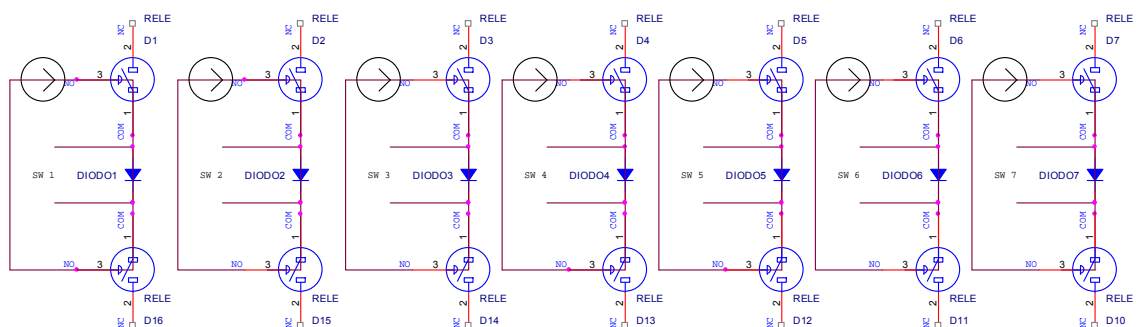 RELE RELE RELE RELE RELE RELE RELE
NC NC NC NC NC NC NC
D1 D2 D3 D4 D5 D6 D7
2 2 2 2 2 2 2
3 3 3 3 3 3 3
NO NO NO NO NO NO NO
1 1 1 1 1 1 1
COM COM COM COM COM COM COM
SW 1 DIODO1 SW 2 DIODO2 SW 3 DIODO3 SW 4 DIODO4 SW 5 DIODO5 SW 6 DIODO6 SW 7 DIODO7
COM COM COM COM COM COM COM
1 1 1 1 1 1 1
NO 3 NO 3 NO 3 NO 3 NO 3 NO 3 NO 3
2 RELE 2 RELE 2 RELE 2 RELE 2 RELE 2 RELE 2 RELE
NC D16 NC D15 NC D14 NC D13 NC D12 NC D11 NC D10